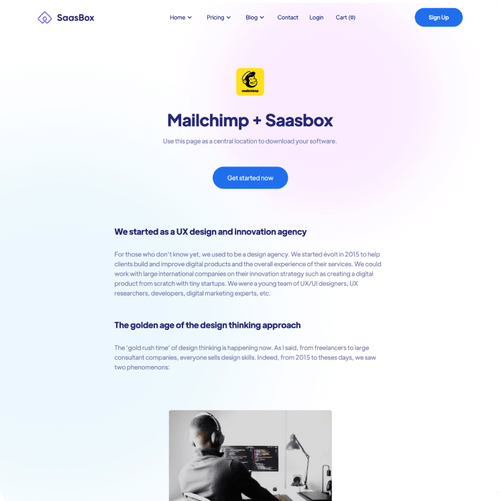 SaasBox
Home Pricing Blog Contact Login Cart (0)
Sign Up
mailchimp
Mailchimp + Saasbox
Use this page as a central location to download your software.
Get started now
We started as a UX design and innovation agency
For those who don't know yet, we used to be a design agency. We started évolt in 2015 to help
clients build and improve digital products and the overall experience of their services. We could
work with large international companies on their innovation strategy such as creating a digital
product from scratch with tiny startups. We were a young team of UX/UI designers, UX
researchers, developers, digital marketing experts, etc.
The golden age of the design thinking approach
The 'gold rush time' of design thinking is happening now. As I said, from freelancers to large
consultant companies, everyone sells design skills. Indeed, from 2015 to theses days, we saw
two phenomenons: